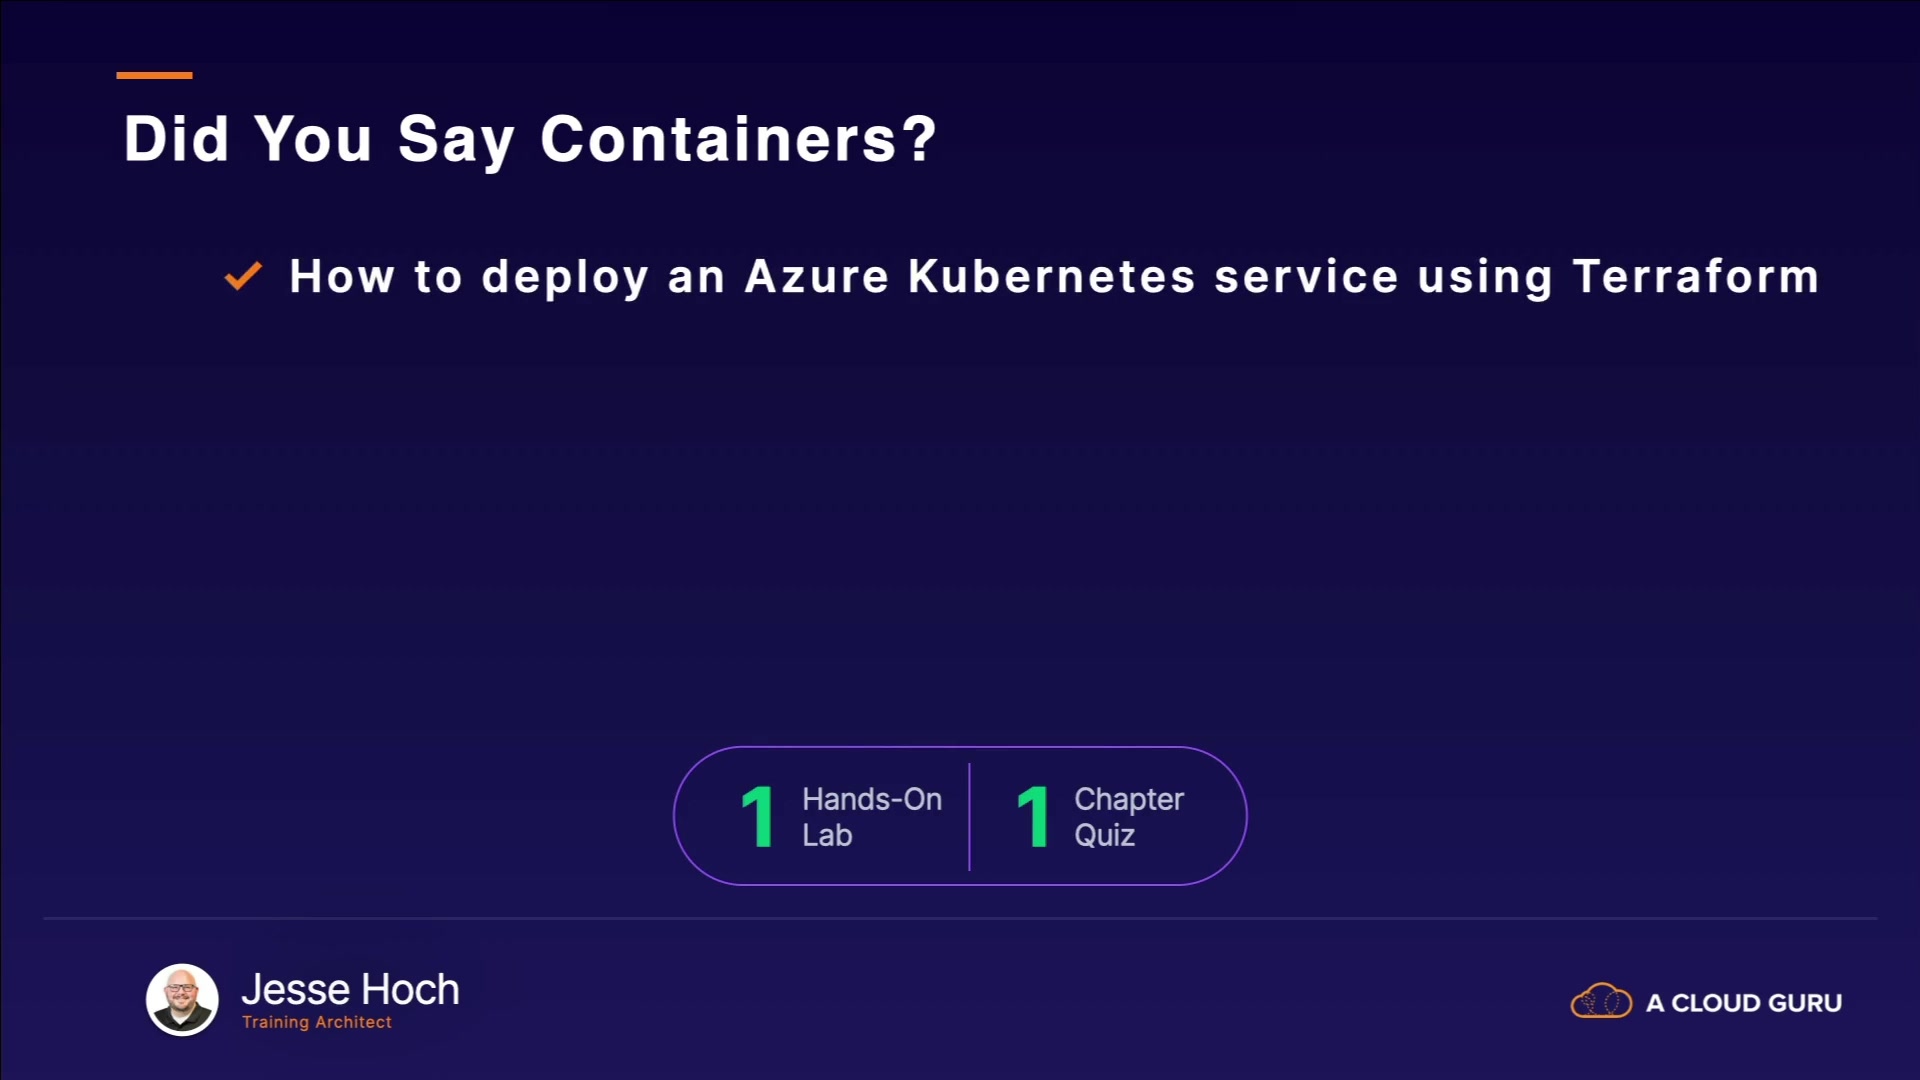 Did You Say Containers?
How to deploy an Azure Kubernetes service using Terraform
1 Hands-On
Lab
1 Chapter
Quiz
Jesse Hoch
Training Architect
A CLOUD GURU